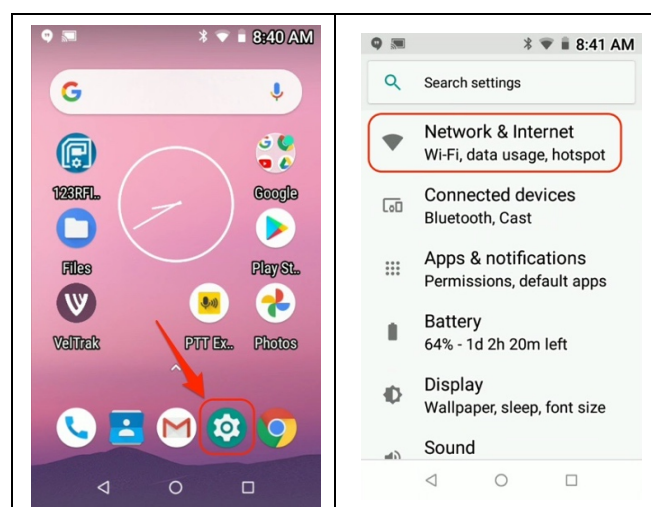 8:40 AM
G
123RFI..
Google
Files
Play St..
VelTrak
PTT Ex..
Photos
8:41 AM
Search settings
Network & Internet
Wi-Fi, data usage, hotspot
Connected devices
Bluetooth, Cast
Apps & notifications
Permissions, default apps
Battery
64% - 1d 2h 20m left
Display
Wallpaper, sleep, font size
Sound